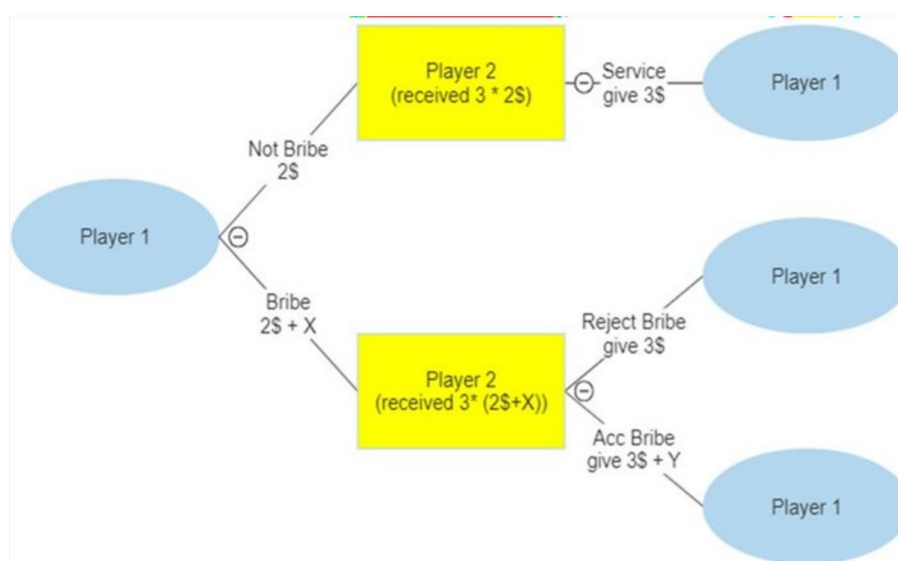 Player 2
(received 3 * 2$)
Service
give 3$
Player 1
Not Bribe
2$
Player 1
Player 1
Bribe
2$ + X
Reject Bribe
give 3$
Player 2
(received 3* (2$+X))
Acc Bribe
give 3$ + Y
Player 1